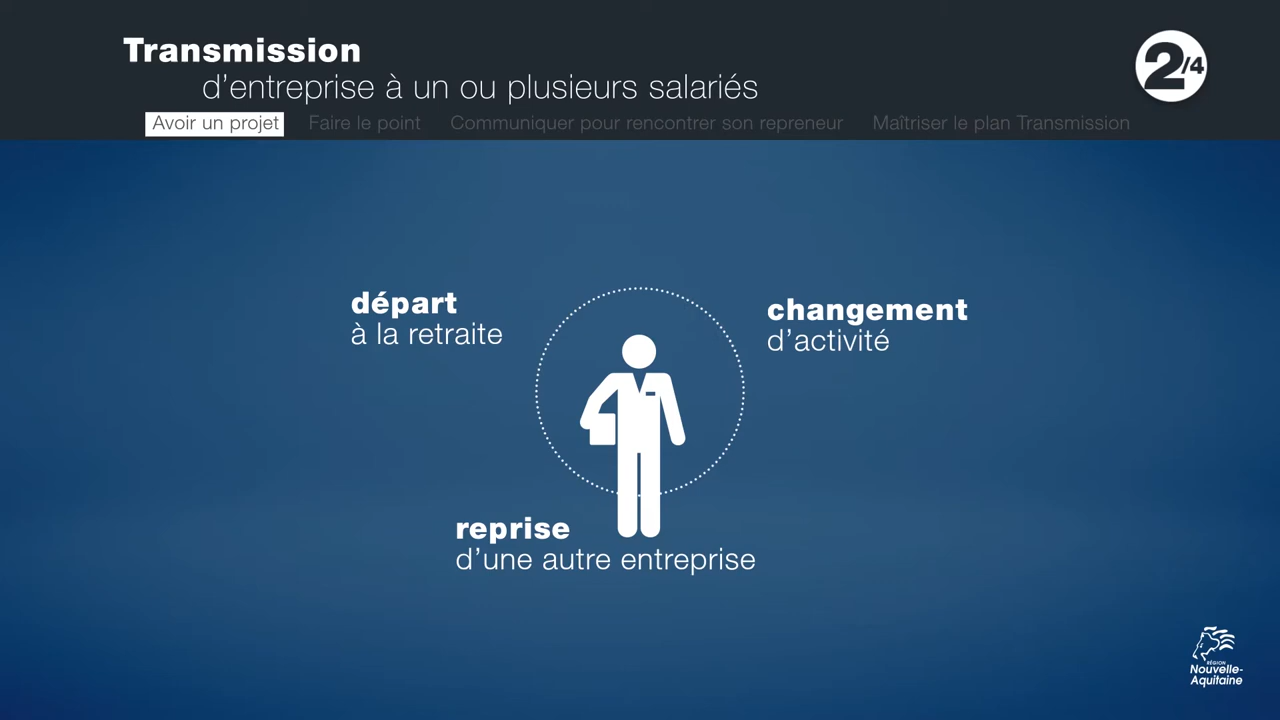 Transmission
d’entreprise à un ou plusieurs salariés
2/4
Avoir un projet Faire le point Communiquer pour rencontrer son repreneur Maîtriser le plan Transmission
départ
à la retraite
changement
d’activité
reprise
d’une autre entreprise
RÉGION
Nouvelle-
Aquitaine